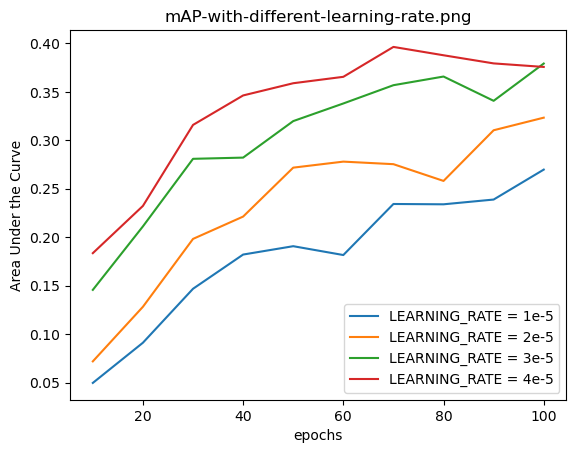 mAP-with-different-learning-rate.png
Area Under the Curve
0.40
0.35
0.30
0.25
0.20
0.15
0.10
0.05
LEARNING_RATE = 1e-5
LEARNING_RATE = 2e-5
LEARNING_RATE = 3e-5
LEARNING_RATE = 4e-5
20 40 60 80 100
epochs